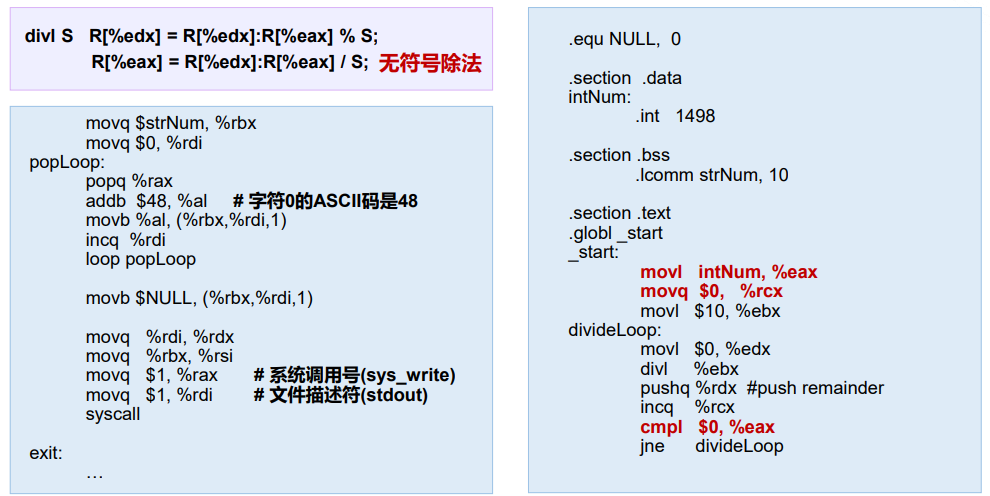 divl S R[%edx] = R[%edx]:R[%eax] % S;
R[%eax] = R[%edx]:R[%eax] / S; 无符号除法
movq $strNum, %rbx
movq $0, %rdi
popLoop:
popq %rax
addb $48, %al # 字符0的ASCII码是48
movb %al, (%rbx,%rdi,1)
incq %rdi
loop popLoop
movb $NULL, (%rbx,%rdi,1)
movq %rdi, %rdx
movq %rbx, %rsi
movq $1, %rax # 系统调用号(sys_write)
movq $1, %rdi # 文件描述符(stdout)
syscall
exit:
…
.equ NULL, 0
.section .data
intNum:
.int 1498
.section .bss
.lcomm strNum, 10
.section .text
.globl _start
_start:
movl intNum, %eax
movq $0, %rcx
movl $10, %ebx
divideLoop:
movl $0, %edx
divl %ebx
pushq %rdx #push remainder
incq %rcx
cmpl $0, %eax
jne divideLoop